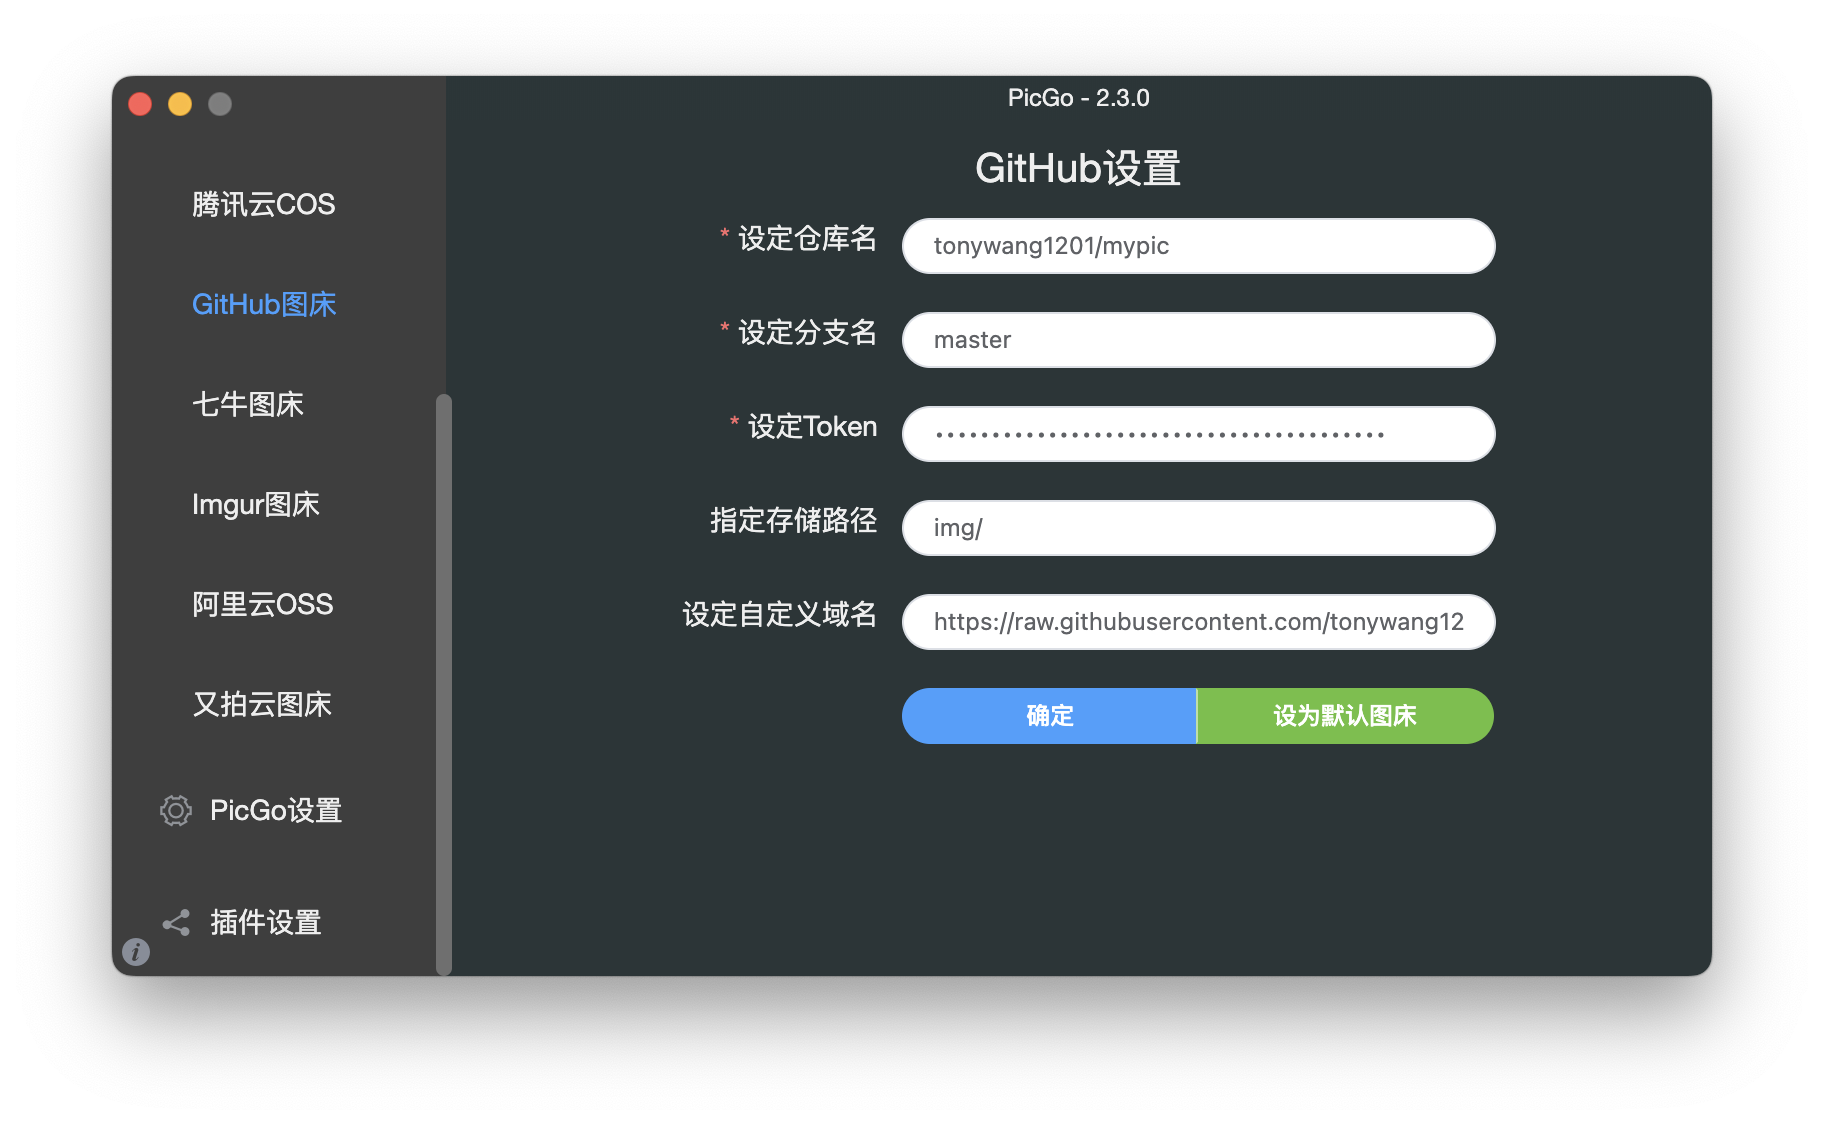 PicGo - 2.3.0
腾讯云COS
GitHub图床
七牛图床
Imgur图床
阿里云OSS
又拍云图床
PicGo设置
插件设置
GitHub设置
* 设定仓库名 tonywang1201/mypic
* 设定分支名 master
* 设定Token ••••••••••••••••••••••••••••••••••••••••
指定存储路径 img/
设定自定义域名 https://raw.githubusercontent.com/tonywang12
确定 设为默认图床